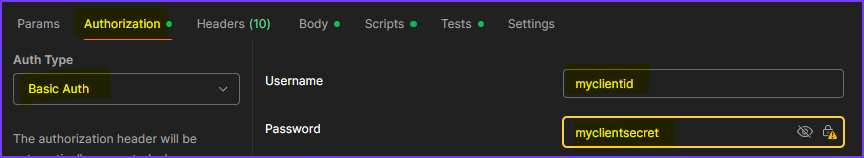 Params Authorization Headers (10) Body Scripts Tests Settings
Auth Type
Basic Auth
The authorization header will be
Username myclientid
Password myclientsecret